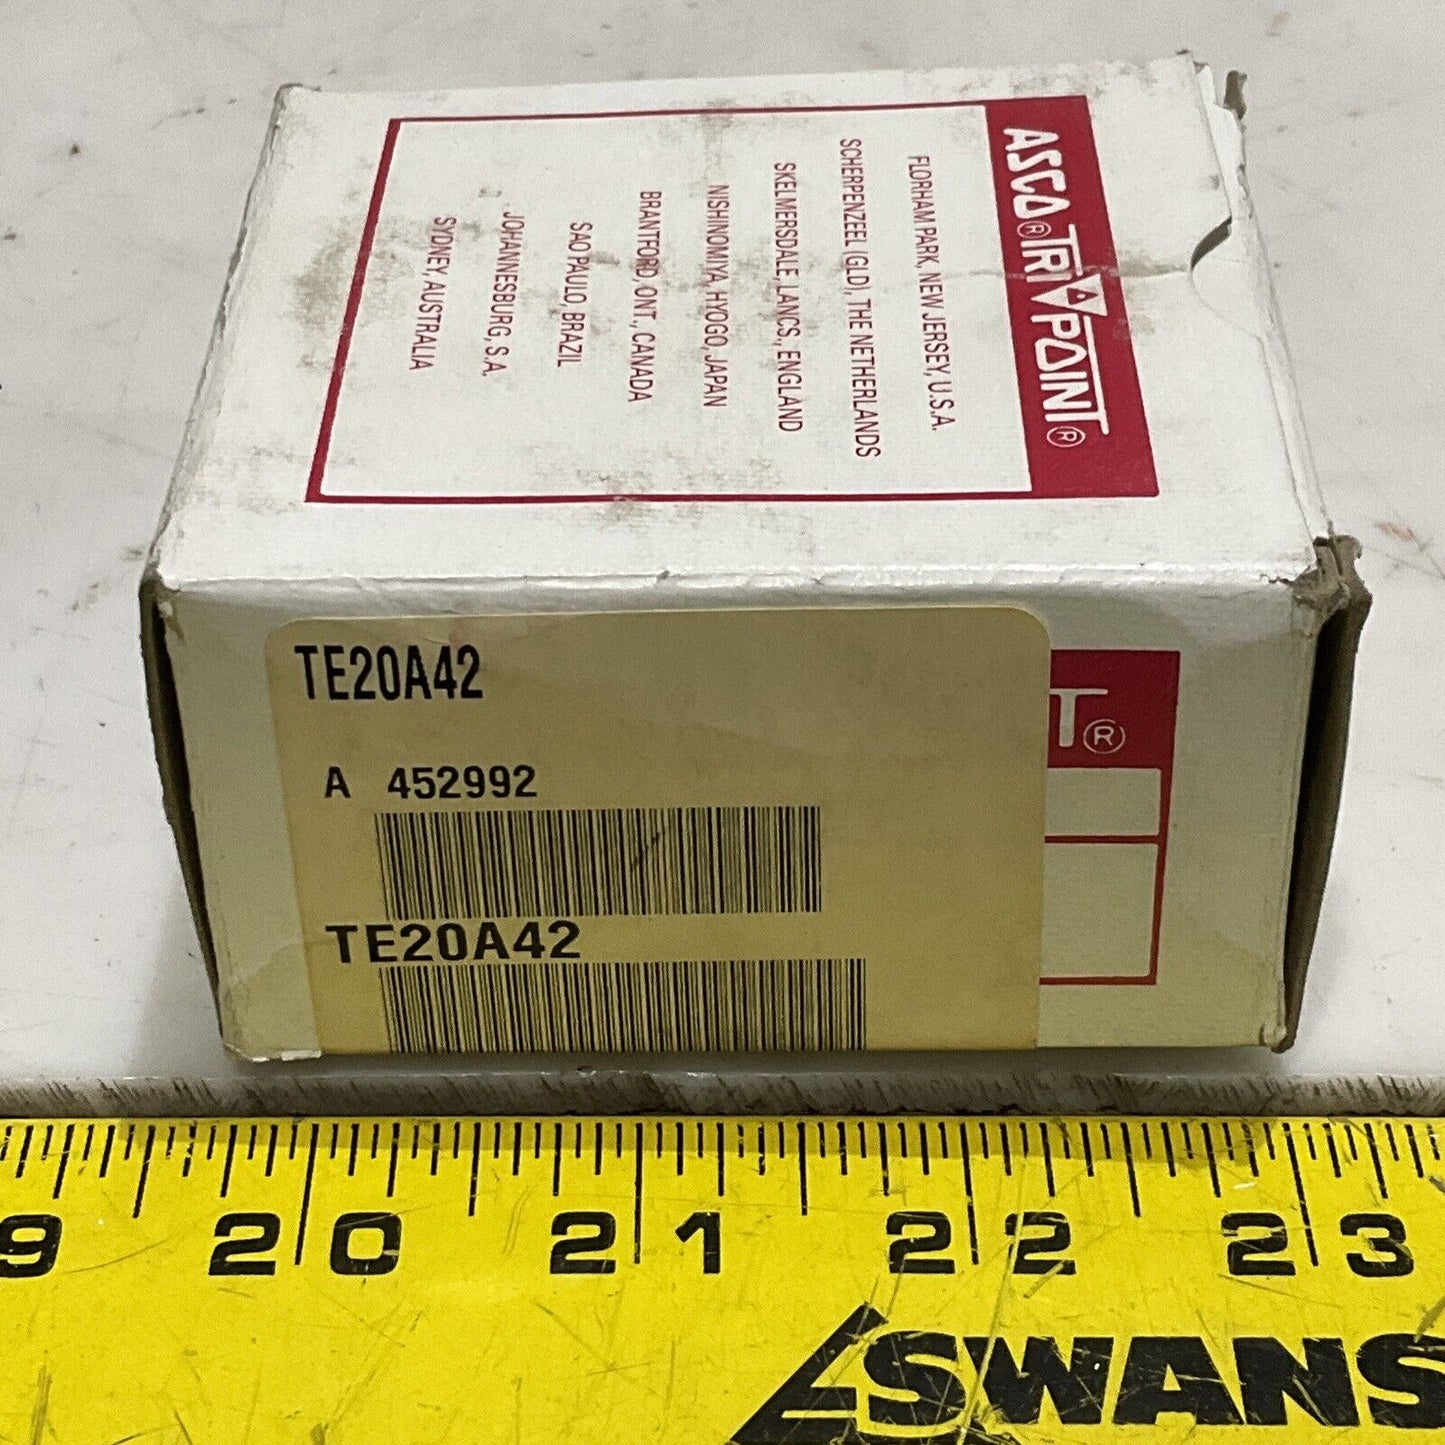 ASCO® TRI POINT®
FLORHAM PARK, NEW JERSEY, U.S.A.
SCHERPENZEEL (GLD), THE NETHERLANDS
SKELMERSDALE, LANCS., ENGLAND
NISHINOMIYA, HYOGO, JAPAN
BRANTFORD, ONT., CANADA
SAO PAULO, BRAZIL
JOHANNESBURG, S.A.
SYDNEY, AUSTRALIA
TE20A42
T®
A 452992
TE20A42
9 20 21 22 23
SWANS